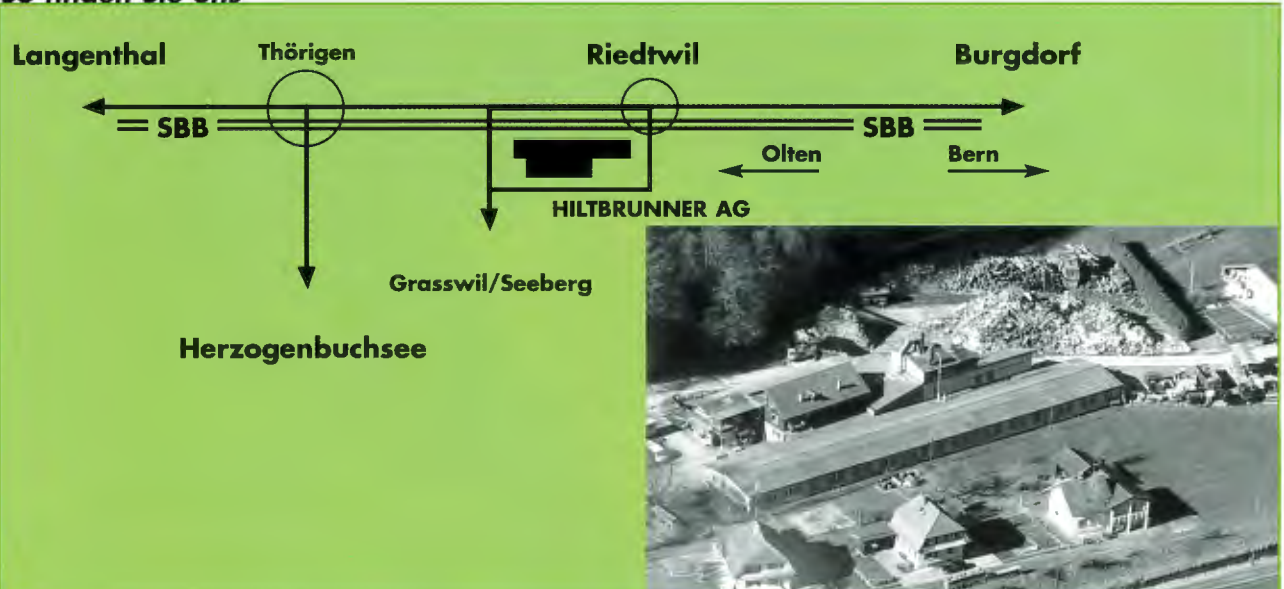 Langenthal Thörigen Riedtwil Burgdorf
SBB SBB
Olten Bern
HILTBRUNNER AG
Grasswil/Seeberg
Herzogenbuchsee